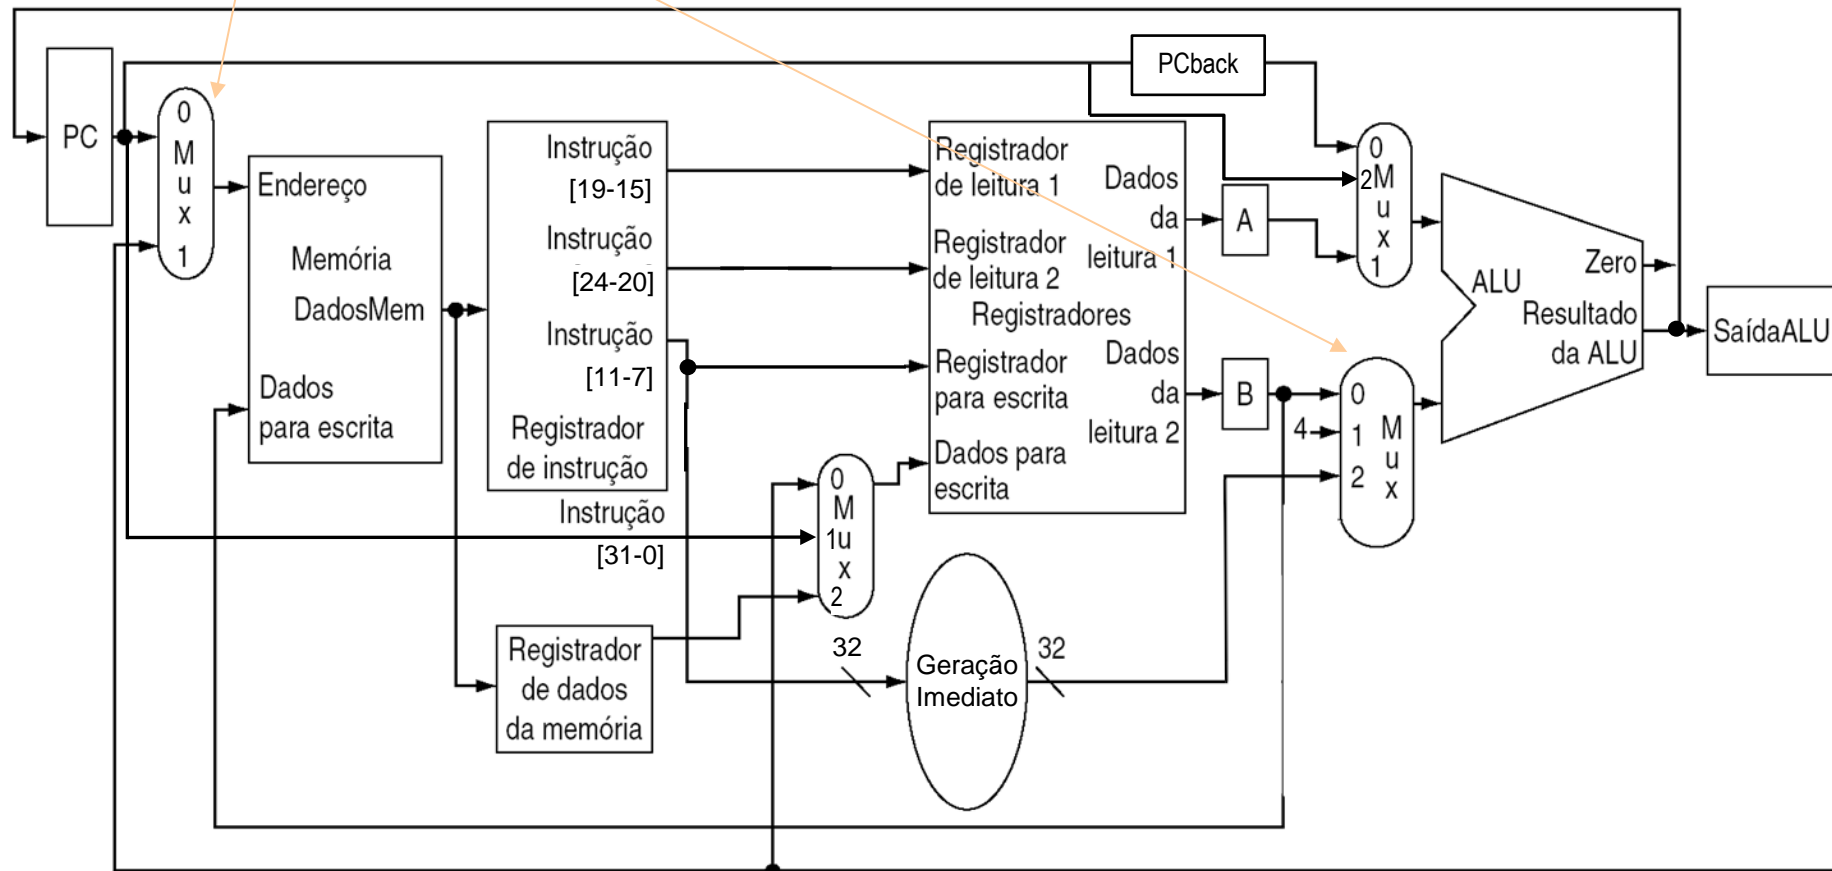 PCback
PC
0
M
u
x
1
Endereço
Memória
DadosMem
Dados
para escrita
Instrução
[19-15]
Instrução
[24-20]
Instrução
[11-7]
Registrador
de instrução
Instrução
[31-0]
Registrador
de dados
da memória
0
M
1u
x
2
Registrador
de leitura 1
Registrador
de leitura 2
Registradores
Registrador
para escrita
Dados para
escrita
Dados
da
leitura 1
Dados
da
leitura 2
A
B
4
0
2M
u
x
1
0
1 M
u
2
x
ALU
Zero
Resultado
da ALU
SaídaALU
32
Geração
Imediato
32